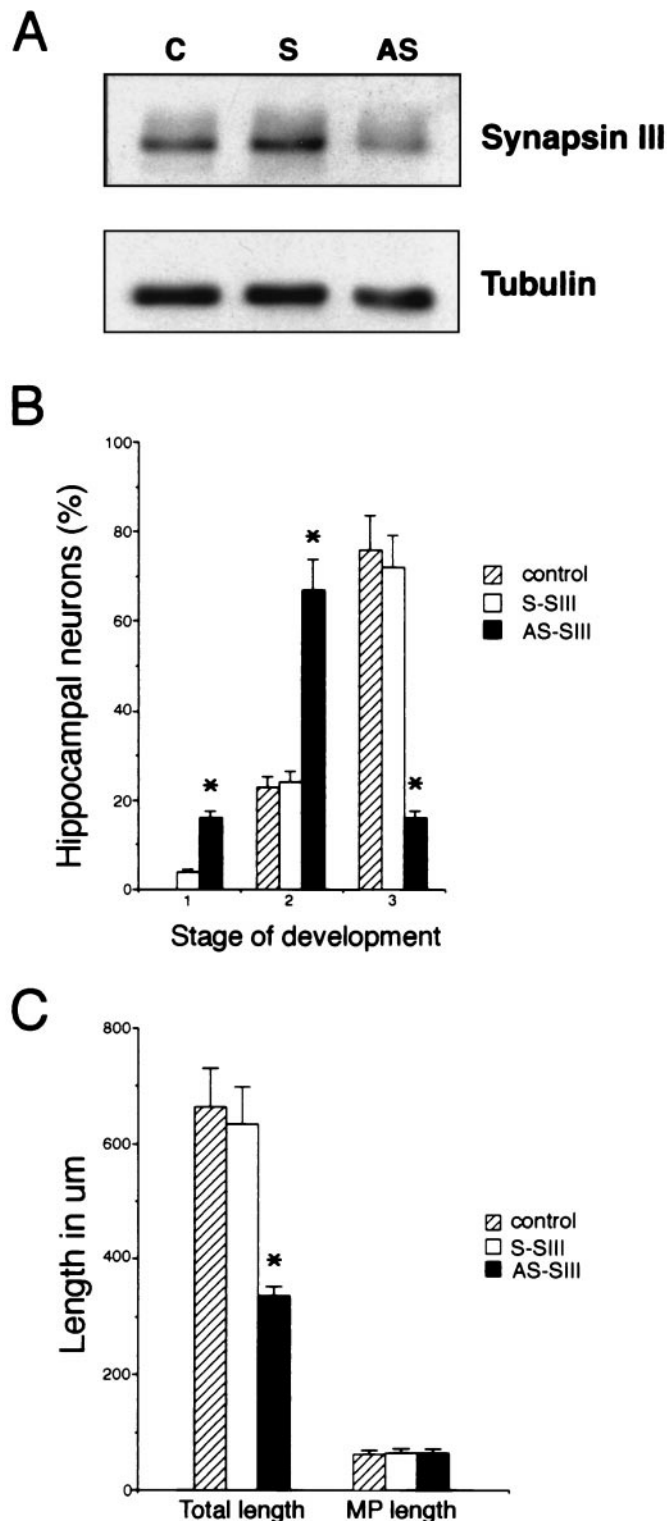 A
C S AS
Synapsin III
Tubulin
B
Hippocampal neurons (%)
100
80
60
40
20
0
*
*
*
1 2 3
Stage of development
control
S-SIII
AS-SIII
C
Length in um
800
600
400
200
0
*
Total length MP length
control
S-SIII
AS-SIII